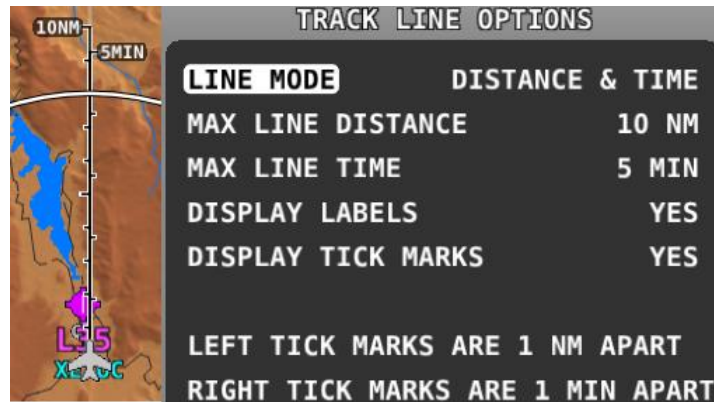 10NM
5MIN
L35
TRACK LINE OPTIONS
LINE MODE DISTANCE & TIME
MAX LINE DISTANCE 10 NM
MAX LINE TIME 5 MIN
DISPLAY LABELS YES
DISPLAY TICK MARKS YES
LEFT TICK MARKS ARE 1 NM APART
RIGHT TICK MARKS ARE 1 MIN APART